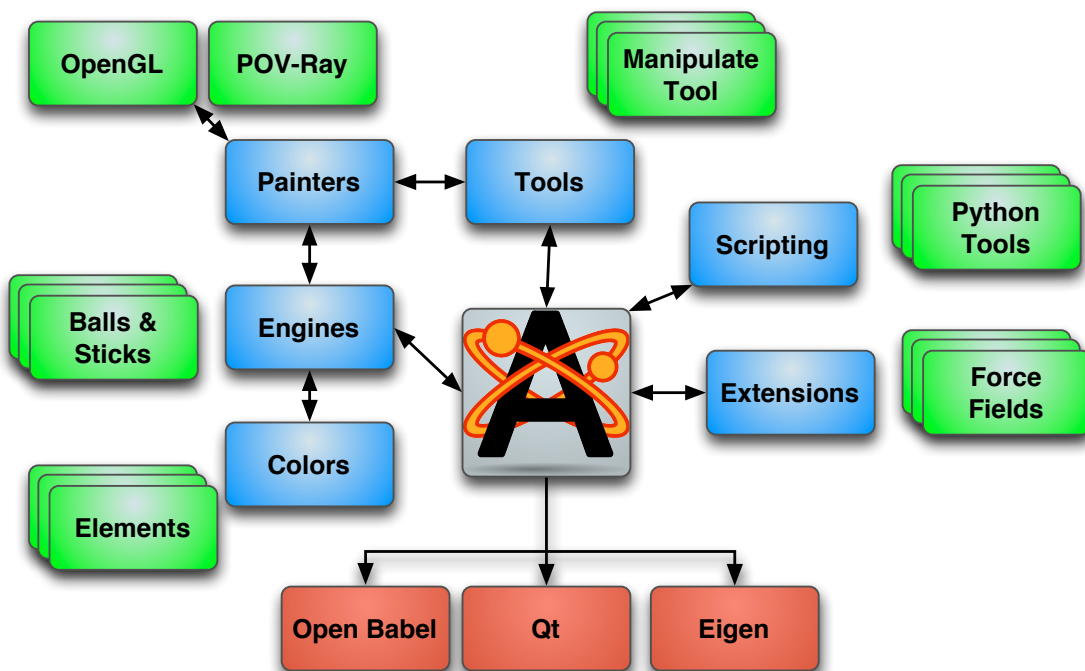 OpenGL
POV-Ray
Manipulate
Tool
Painters
Tools
Python
Tools
Scripting
Balls &
Sticks
Engines
A
Extensions
Force
Fields
Colors
Elements
Open Babel
Qt
Eigen